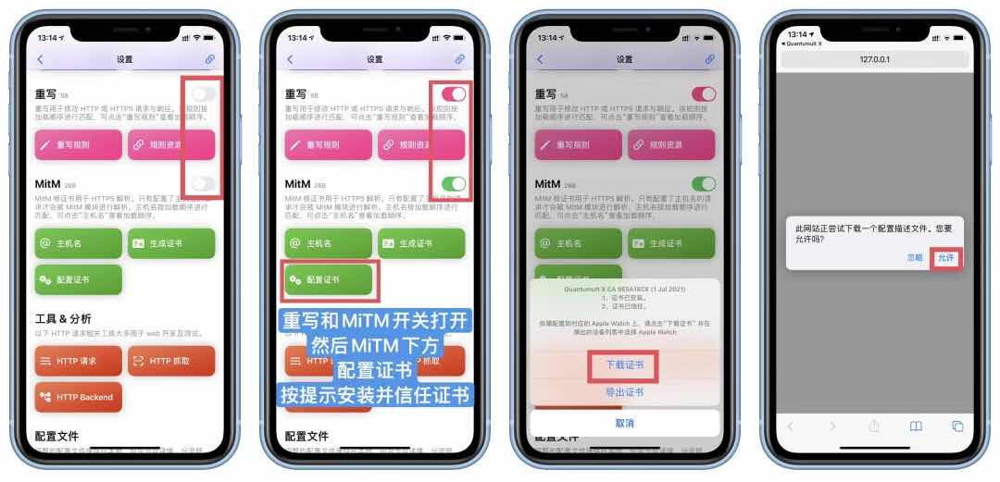 13:14
设置
重写 58
重写用于修改 HTTP 或 HTTPS 请求与响应。该规则按
加载顺序进行匹配，可点击“重写规则”查看加载顺序。
重写规则
规则资源
MitM 268
MitM 根证书用于 HTTPS 解析。只有配置了主机名的请
求才会被 MitM 模块进行解析。主机名按加载顺序进行
匹配，可点击“主机名”查看加载顺序。
主机名
生成证书
配置证书
工具 & 分析
以下 HTTP 请求相关工具大多用于 web 开发及测试。
HTTP 请求
HTTP 抓取
HTTP Backend
配置文件
13:14
设置
重写 58
重写用于修改 HTTP 或 HTTPS 请求与响应。该规则按
加载顺序进行匹配，可点击“重写规则”查看加载顺序。
重写规则
规则资源
MitM 268
MitM 根证书用于 HTTPS 解析。只有配置了主机名的请
求才会被 MitM 模块进行解析。主机名按加载顺序进行
匹配，可点击“主机名”查看加载顺序。
主机名
生成证书
配置证书
重写和MiTM开关打开
然后MiTM下方
配置证书
按提示安装并信任证书
HTTP 抓取
配置文件
13:14
设置
重写 58
重写用于修改 HTTP 或 HTTPS 请求与响应。该规则按
加载顺序进行匹配，可点击“重写规则”查看加载顺序。
重写规则
规则资源
MitM 268
MitM 根证书用于 HTTPS 解析。只有配置了主机名的请
求才会被 MitM 模块进行解析。主机名按加载顺序进行
匹配，可点击“主机名”查看加载顺序。
主机名
生成证书
配置证书
Quantumult X CA 9E5A18CE (1 Jul 2021)
1、证书已安装。
2、证书已信任。
如需配置到对应的 Apple Watch 上，请点击“下载证书”并在
弹出的设备列表中选择 Apple Watch
下载证书
导出证书
取消
13:14
Quantumult X
127.0.0.1
此网站正尝试下载一个配置描述文件。您要
允许吗？
忽略
允许